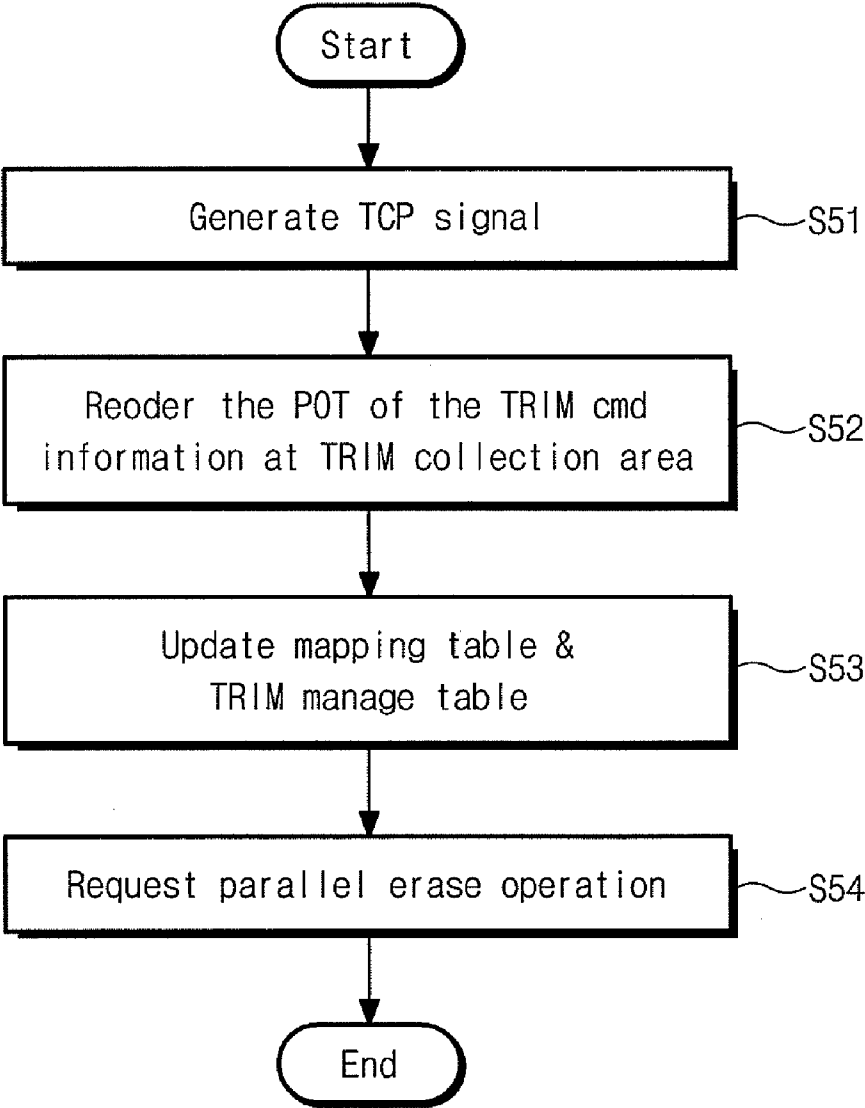 Start
Generate TCP signal
S51
Reoder the POT of the TRIM cmd
information at TRIM collection area
S52
Update mapping table &
TRIM manage table
S53
Request parallel erase operation
S54
End